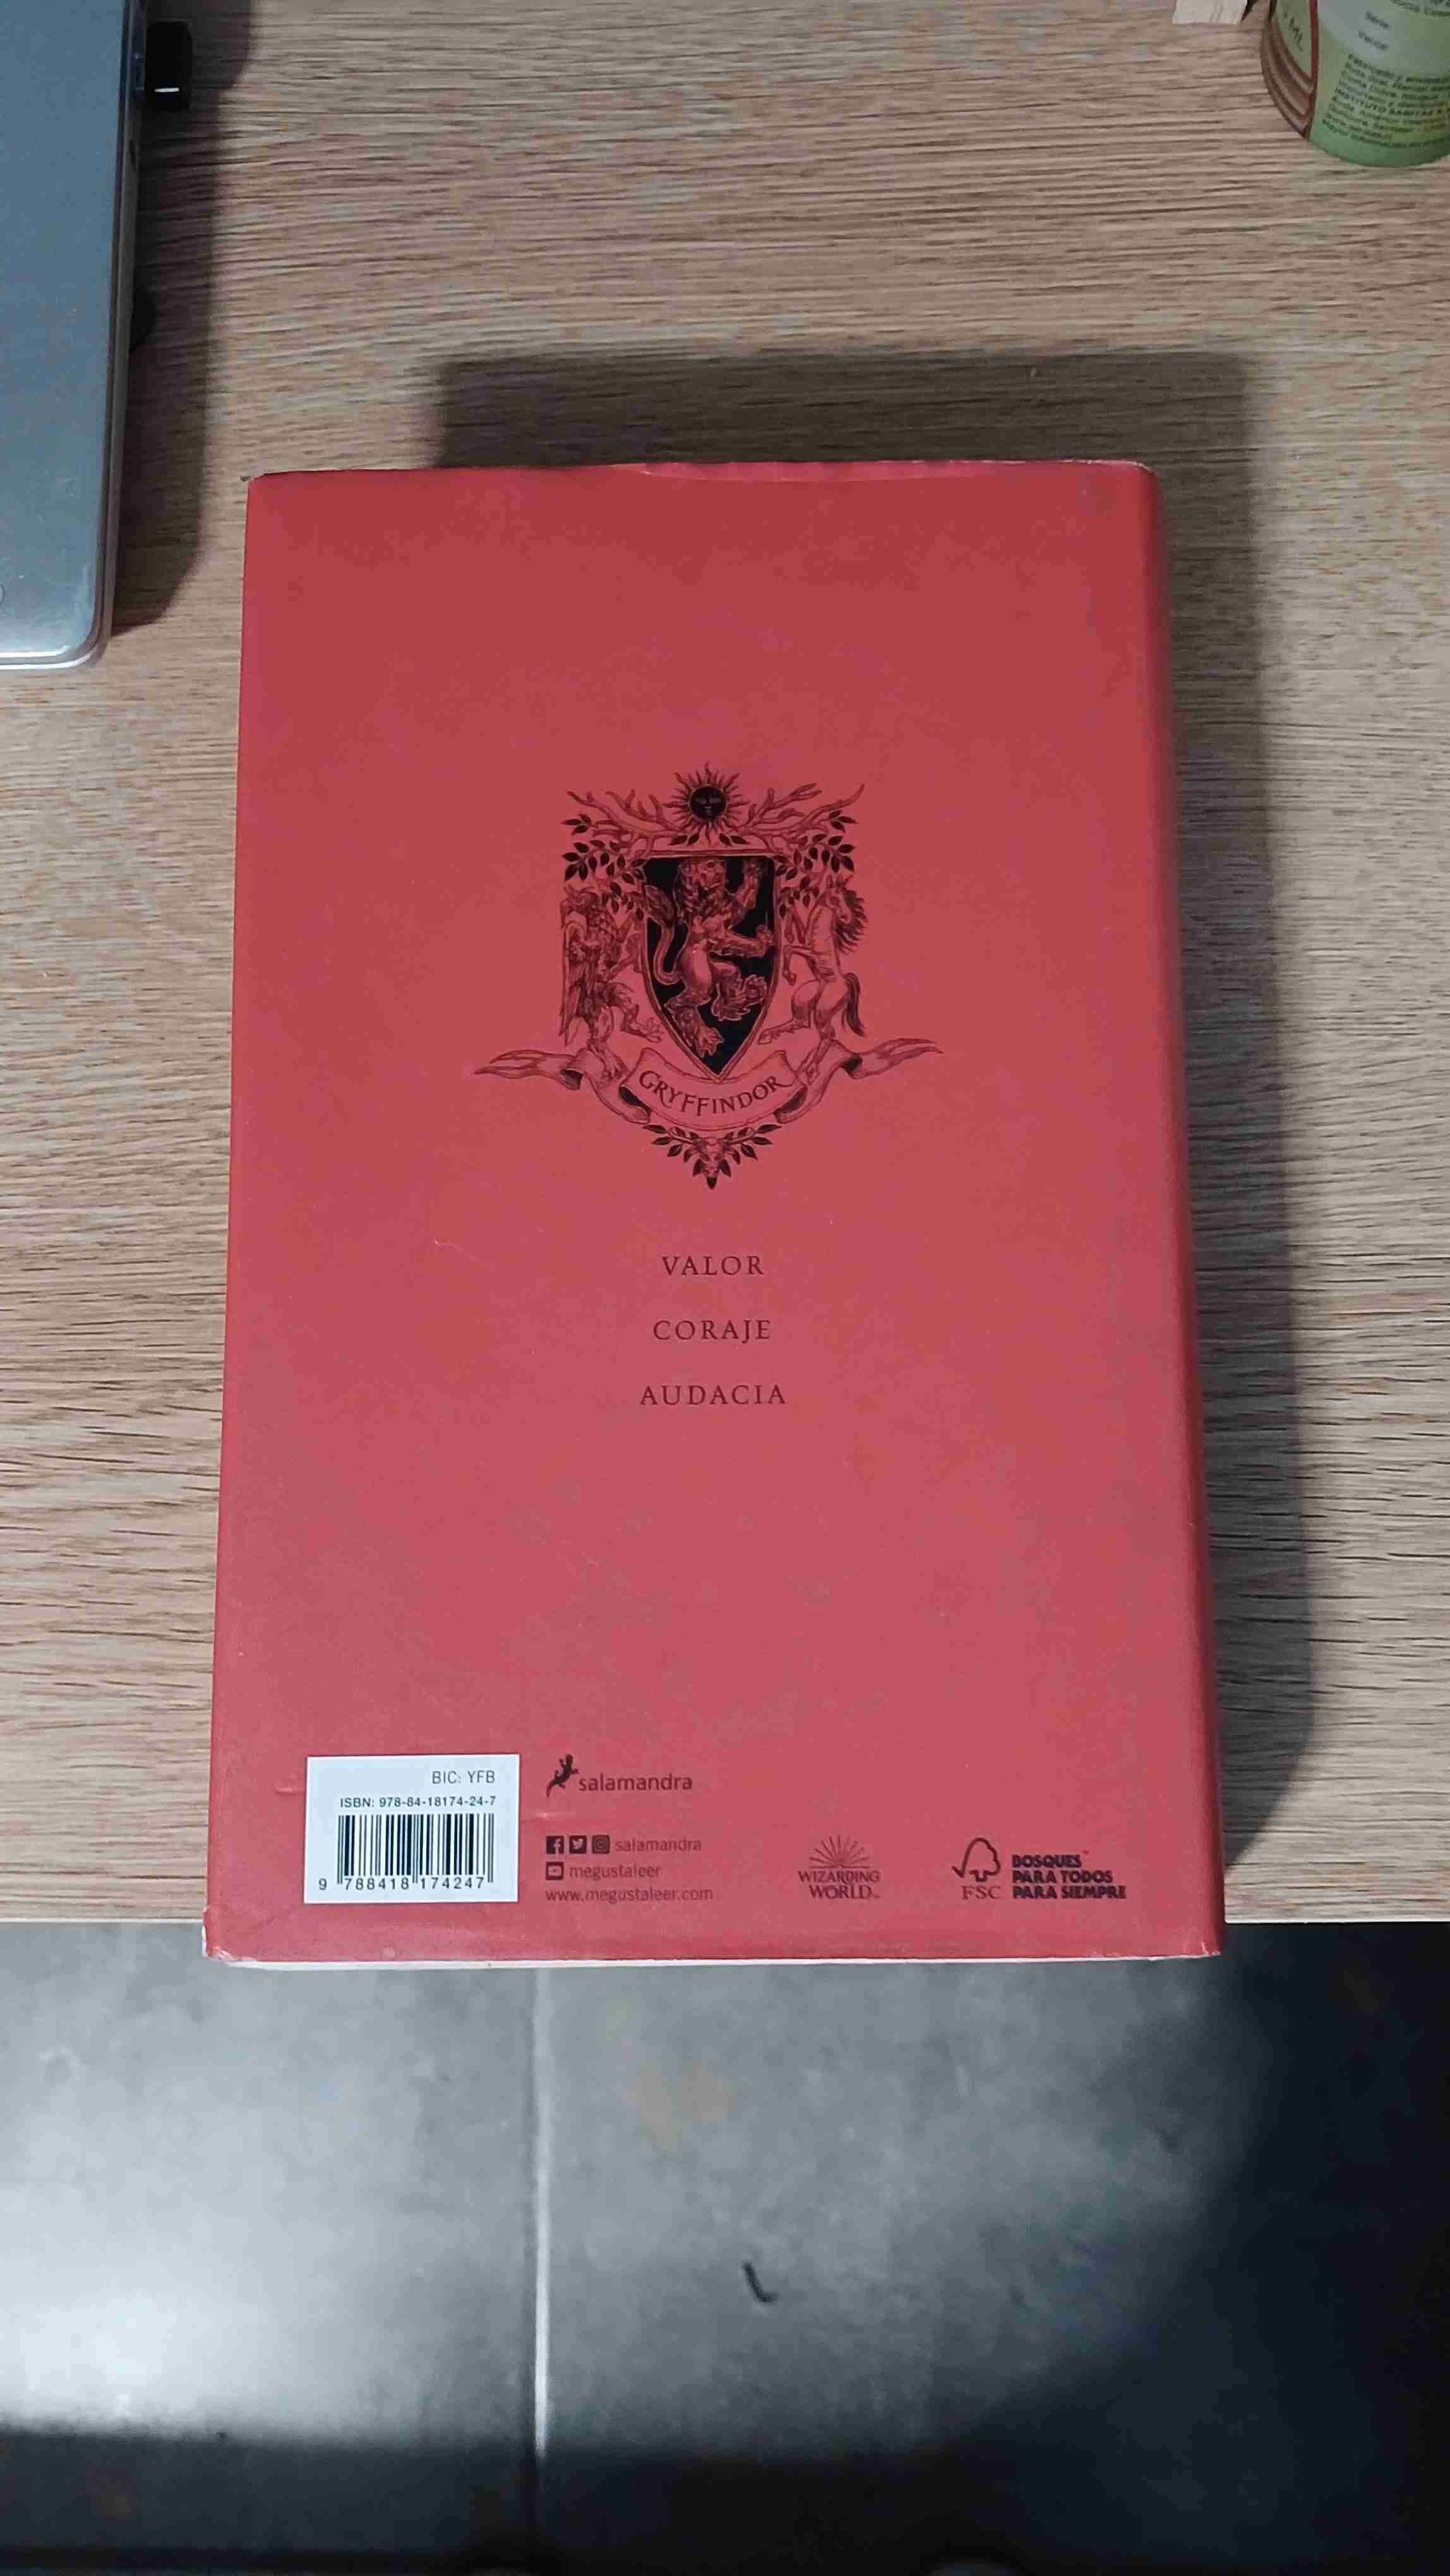 ML
GRYFFINDOR
VALOR
CORAJE
AUDACIA
BIC: YFB
ISBN: 978-84-18174-24-7
9 788418 174247
salamandra
salamandra
megustaleer
www.megustaleer.com
WIZARDING
WORLD
FSC
BOSQUES
PARA TODOS
PARA SIEMPRE